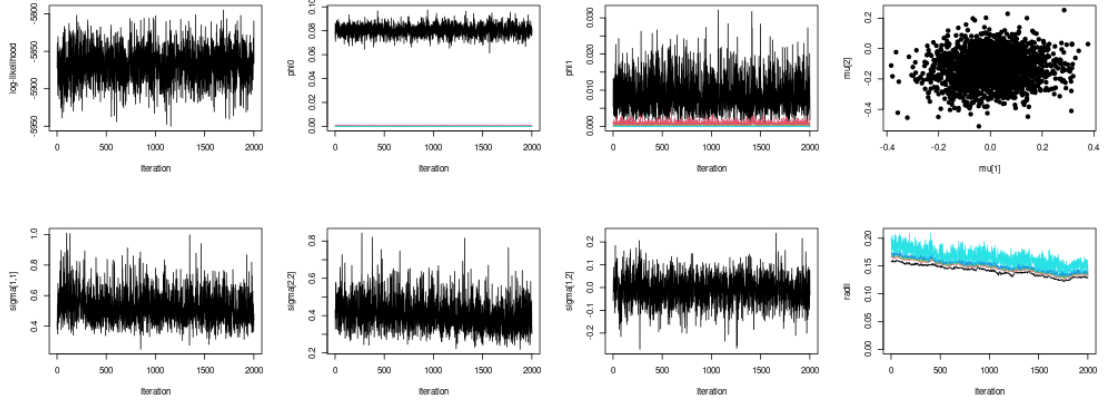 log-likelihood
-5950 -5900 -5850 -5800
0 500 1000 1500 2000
Iteration
phi0
0.00 0.02 0.04 0.06 0.08 0.10
0 500 1000 1500 2000
Iteration
phi1
0.000 0.010 0.020 0.030
0 500 1000 1500 2000
Iteration
mu[2]
-0.4 -0.2 0.0 0.2
-0.4 -0.2 0.0 0.2 0.4
mu[1]
sigma[1,1]
0.4 0.6 0.8 1.0
0 500 1000 1500 2000
Iteration
sigma[2,2]
0.2 0.4 0.6 0.8
0 500 1000 1500 2000
Iteration
sigma[1,2]
-0.2 -0.1 0.0 0.1 0.2
0 500 1000 1500 2000
Iteration
radii
0.00 0.05 0.10 0.15 0.20
0 500 1000 1500 2000
Iteration